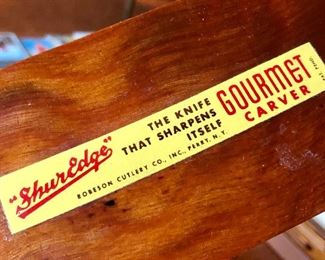 "ShurEdge"
THE KNIFE
THAT SHARPENS
ITSELF
ROBESON CUTLERY CO., INC., PERRY, N.Y.
GOURMET
CARVER